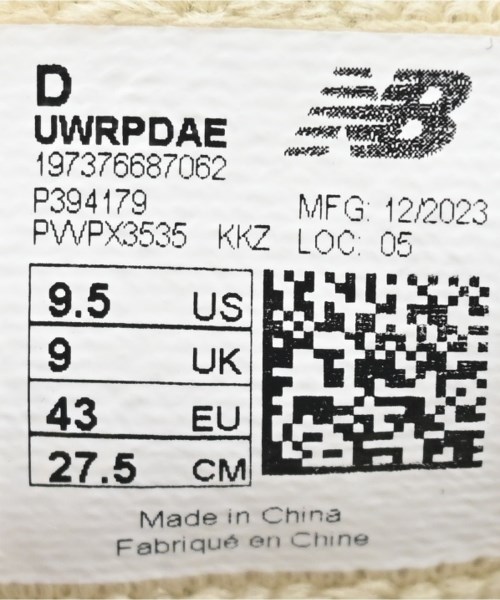 D
UWRPDAE
197376687062
P394179
PWPX3535 KKZ
MFG: 12/2023
LOC: 05
9.5 US
9 UK
43 EU
27.5 CM
Made in China
Fabriqué en Chine